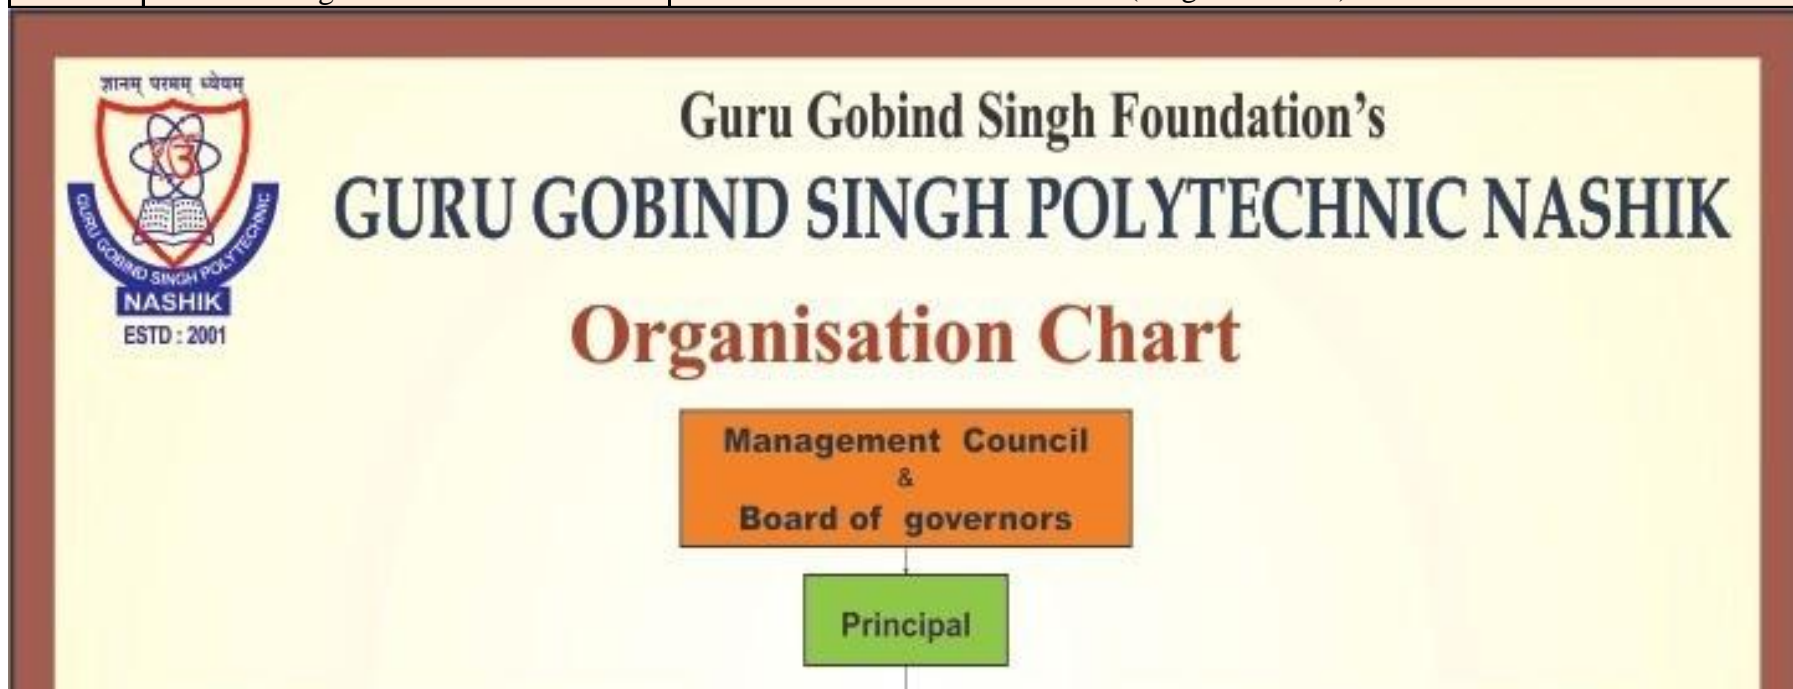 ज्ञानम् परमम् ध्येयम्
GURU GOBIND SINGH POLYTECHNIC
NASHIK
ESTD : 2001
Guru Gobind Singh Foundation’s
GURU GOBIND SINGH POLYTECHNIC NASHIK
Organisation Chart
Management Council
&
Board of governors
Principal